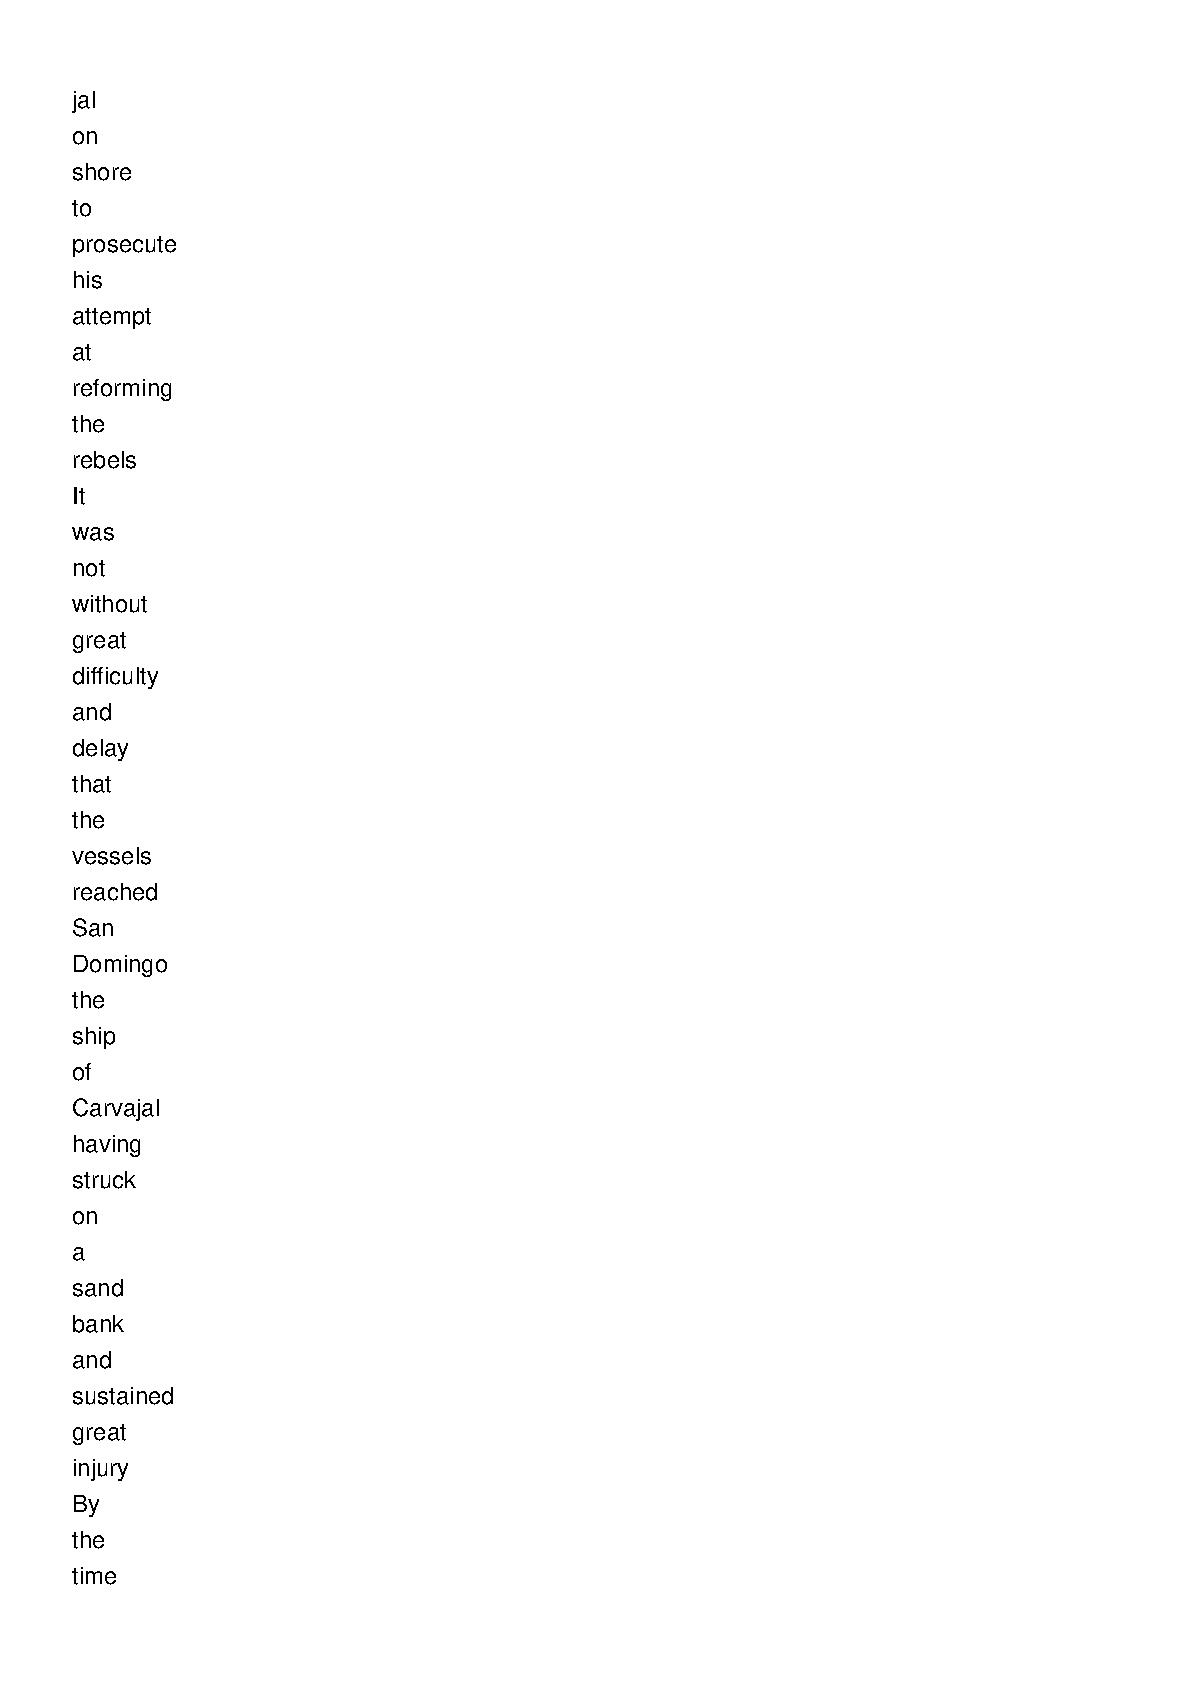 jal
on
shore
to
prosecute
his
attempt
at
reforming
the
rebels
It
was
not
without
great
difficulty
and
delay
that
the
vessels
reached
San
Domingo
the
ship
of
Carvajal
having
struck
on
a
sand
bank
and
sustained
great
injury
By
the
time